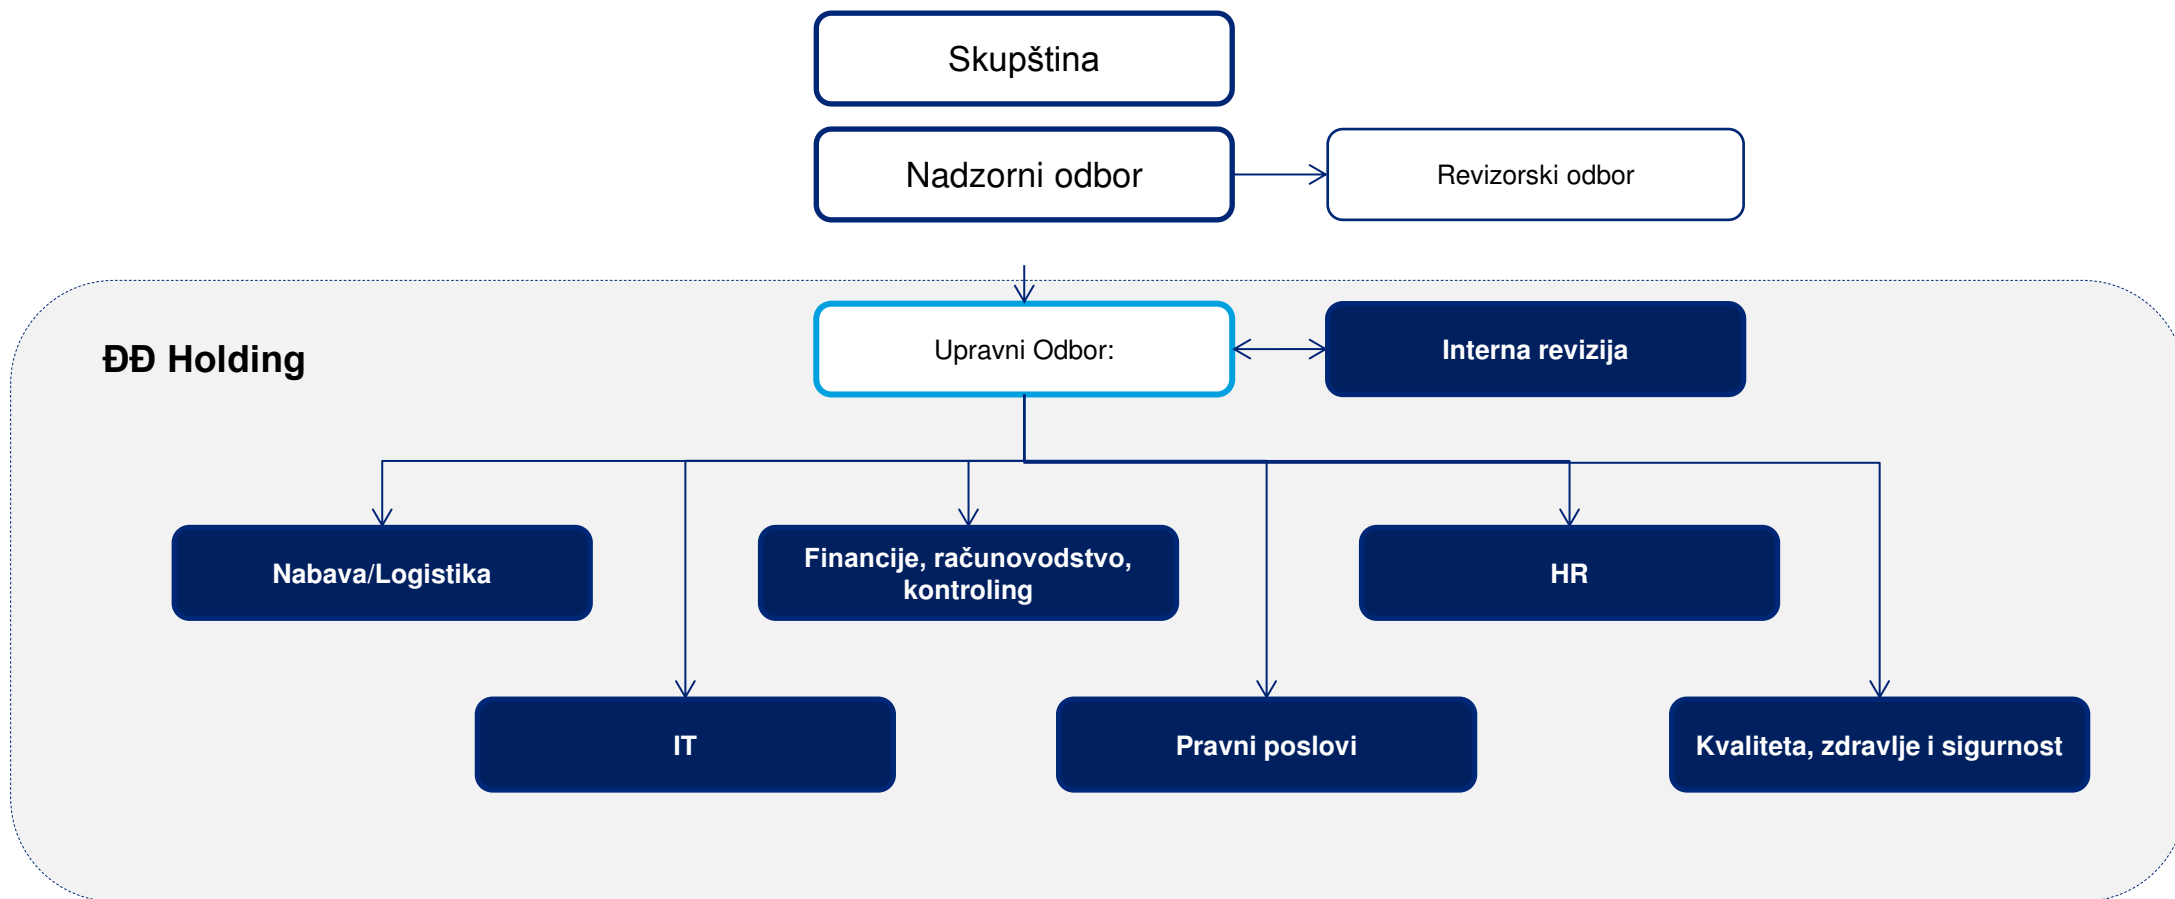 Skupština
Nadzorni odbor
Revizorski odbor
ĐĐ Holding
Upravni Odbor:
Interna revizija
Nabava/Logistika
Financije, računovodstvo,
kontroling
HR
IT
Pravni poslovi
Kvaliteta, zdravlje i sigurnost